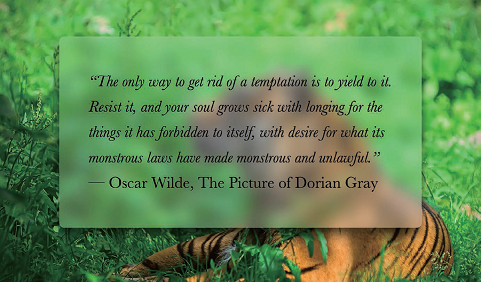 “The only way to get rid of a temptation is to yield to it.
Resist it, and your soul grows sick with longing for the
things it has forbidden to itself, with desire for what its
monstrous laws have made monstrous and unlawful.”
— Oscar Wilde, The Picture of Dorian Gray